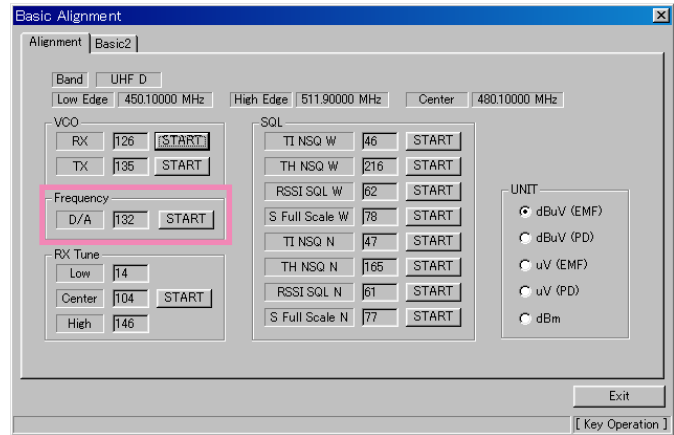 Basic Alignment
Alignment Basic2
Band UHF D
Low Edge 450.10000 MHz High Edge 511.90000 MHz Center 480.10000 MHz
VCO
RX 126 START
TX 135 START
Frequency
D/A 132 START
RX Tune
Low 14
Center 104 START
High 146
SQL
TI NSQ W 46 START
TH NSQ W 216 START
RSSI SQL W 62 START
S Full Scale W 78 START
TI NSQ N 47 START
TH NSQ N 165 START
RSSI SQL N 61 START
S Full Scale N 77 START
UNIT
dBuV (EMF)
dBuV (PD)
uV (EMF)
uV (PD)
dBm
Exit
[ Key Operation ]